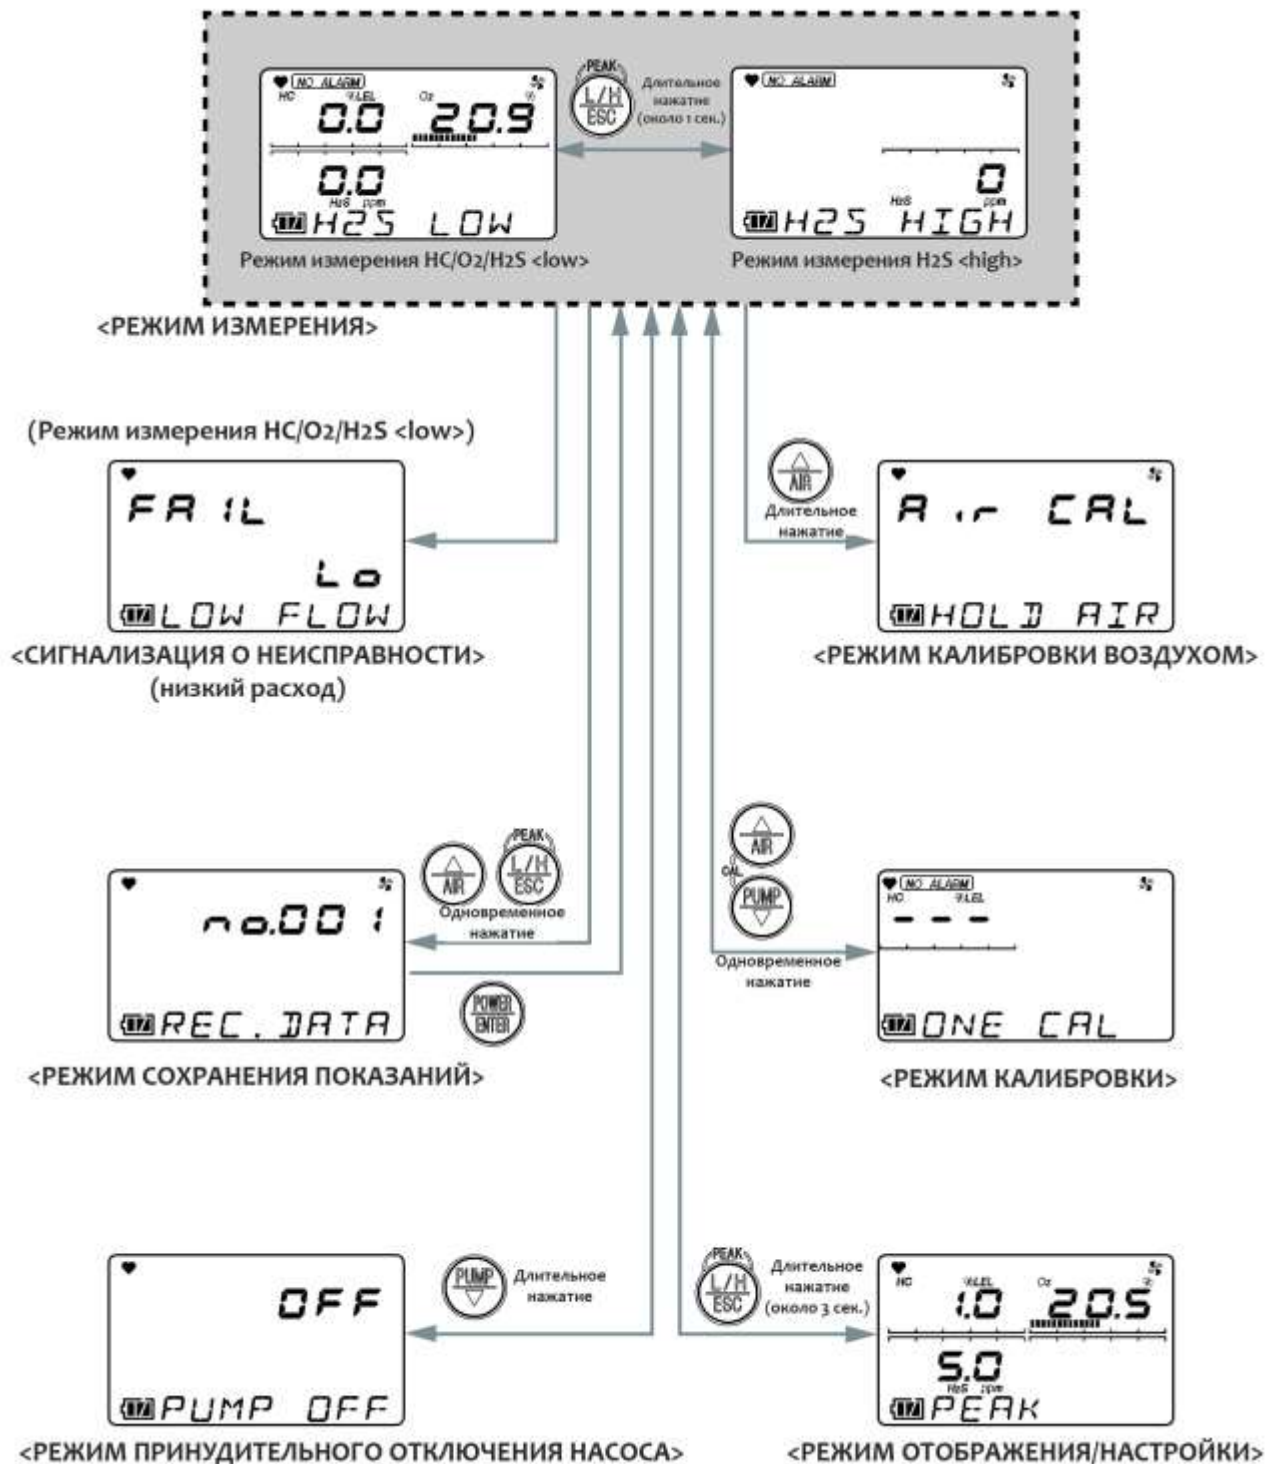 NO ALARM
HC %LEL O2 %
0.0 20.9
0.0
H2S ppm
H2S LOW
PEAK
L/H
ESC
Длительное
нажатие
(около 1 сек.)
NO ALARM
0
H2S ppm
H2S HIGH
Режим измерения HC/O2/H2S <low>
Режим измерения H2S <high>
<РЕЖИМ ИЗМЕРЕНИЯ>
(Режим измерения HC/O2/H2S <low>)
FAIL
Lo
LOW FLOW
<СИГНАЛИЗАЦИЯ О НЕИСПРАВНОСТИ>
(низкий расход)
AIR
Длительное
нажатие
Air CAL
HOLD AIR
<РЕЖИМ КАЛИБРОВКИ ВОЗДУХОМ>
no.001
REC.DATA
AIR
PEAK
L/H
ESC
Одновременное
нажатие
POWER
ENTER
<РЕЖИМ СОХРАНЕНИЯ ПОКАЗАНИЙ>
AIR
CAL
PUMP
Одновременное
нажатие
NO ALARM
HC %LEL
---
ONE CAL
<РЕЖИМ КАЛИБРОВКИ>
OFF
PUMP OFF
PUMP
Длительное
нажатие
<РЕЖИМ ПРИНУДИТЕЛЬНОГО ОТКЛЮЧЕНИЯ НАСОСА>
PEAK
L/H
ESC
Длительное
нажатие
(около 3 сек.)
HC %LEL O2 %
1.0 20.5
5.0
H2S ppm
PEAK
<РЕЖИМ ОТОБРАЖЕНИЯ/НАСТРОЙКИ>